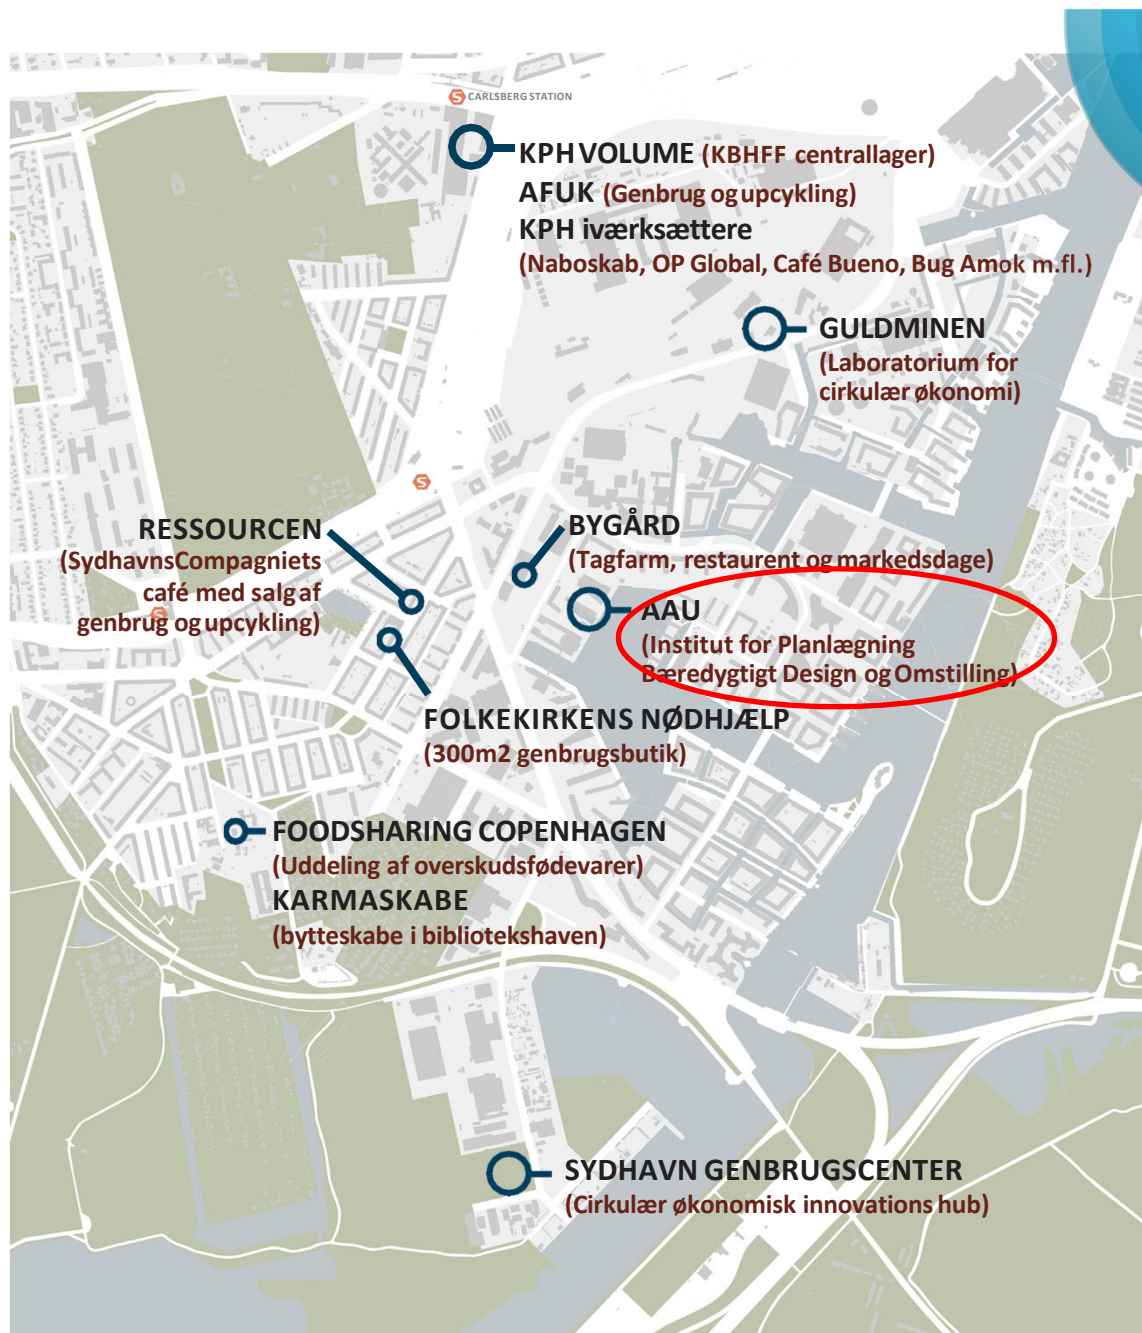 S CARLSBERG STATION
KPH VOLUME (KBHFF centrallager)
AFUK (Genbrug og upcykling)
KPH iværksættere
(Naboskab, OP Global, Café Bueno, Bug Amok m.fl.)
GULDMINEN
(Laboratorium for
cirkulær økonomi)
S
RESSOURCEN
(SydhavnsCompagniets
café med salg af
genbrug og upcykling)
S
BYGÅRD
(Tagfarm, restaurent og markedsdage)
AAU
(Institut for Planlægning
Bæredygtigt Design og Omstilling)
FOLKEKIRKENS NØDHJÆLP
(300m2 genbrugsbutik)
FOODSHARING COPENHAGEN
(Uddeling af overskudsfødevarer)
KARMASKABE
(bytteskabe i bibliotekshaven)
SYDHAVN GENBRUGSCENTER
(Cirkulær økonomisk innovations hub)